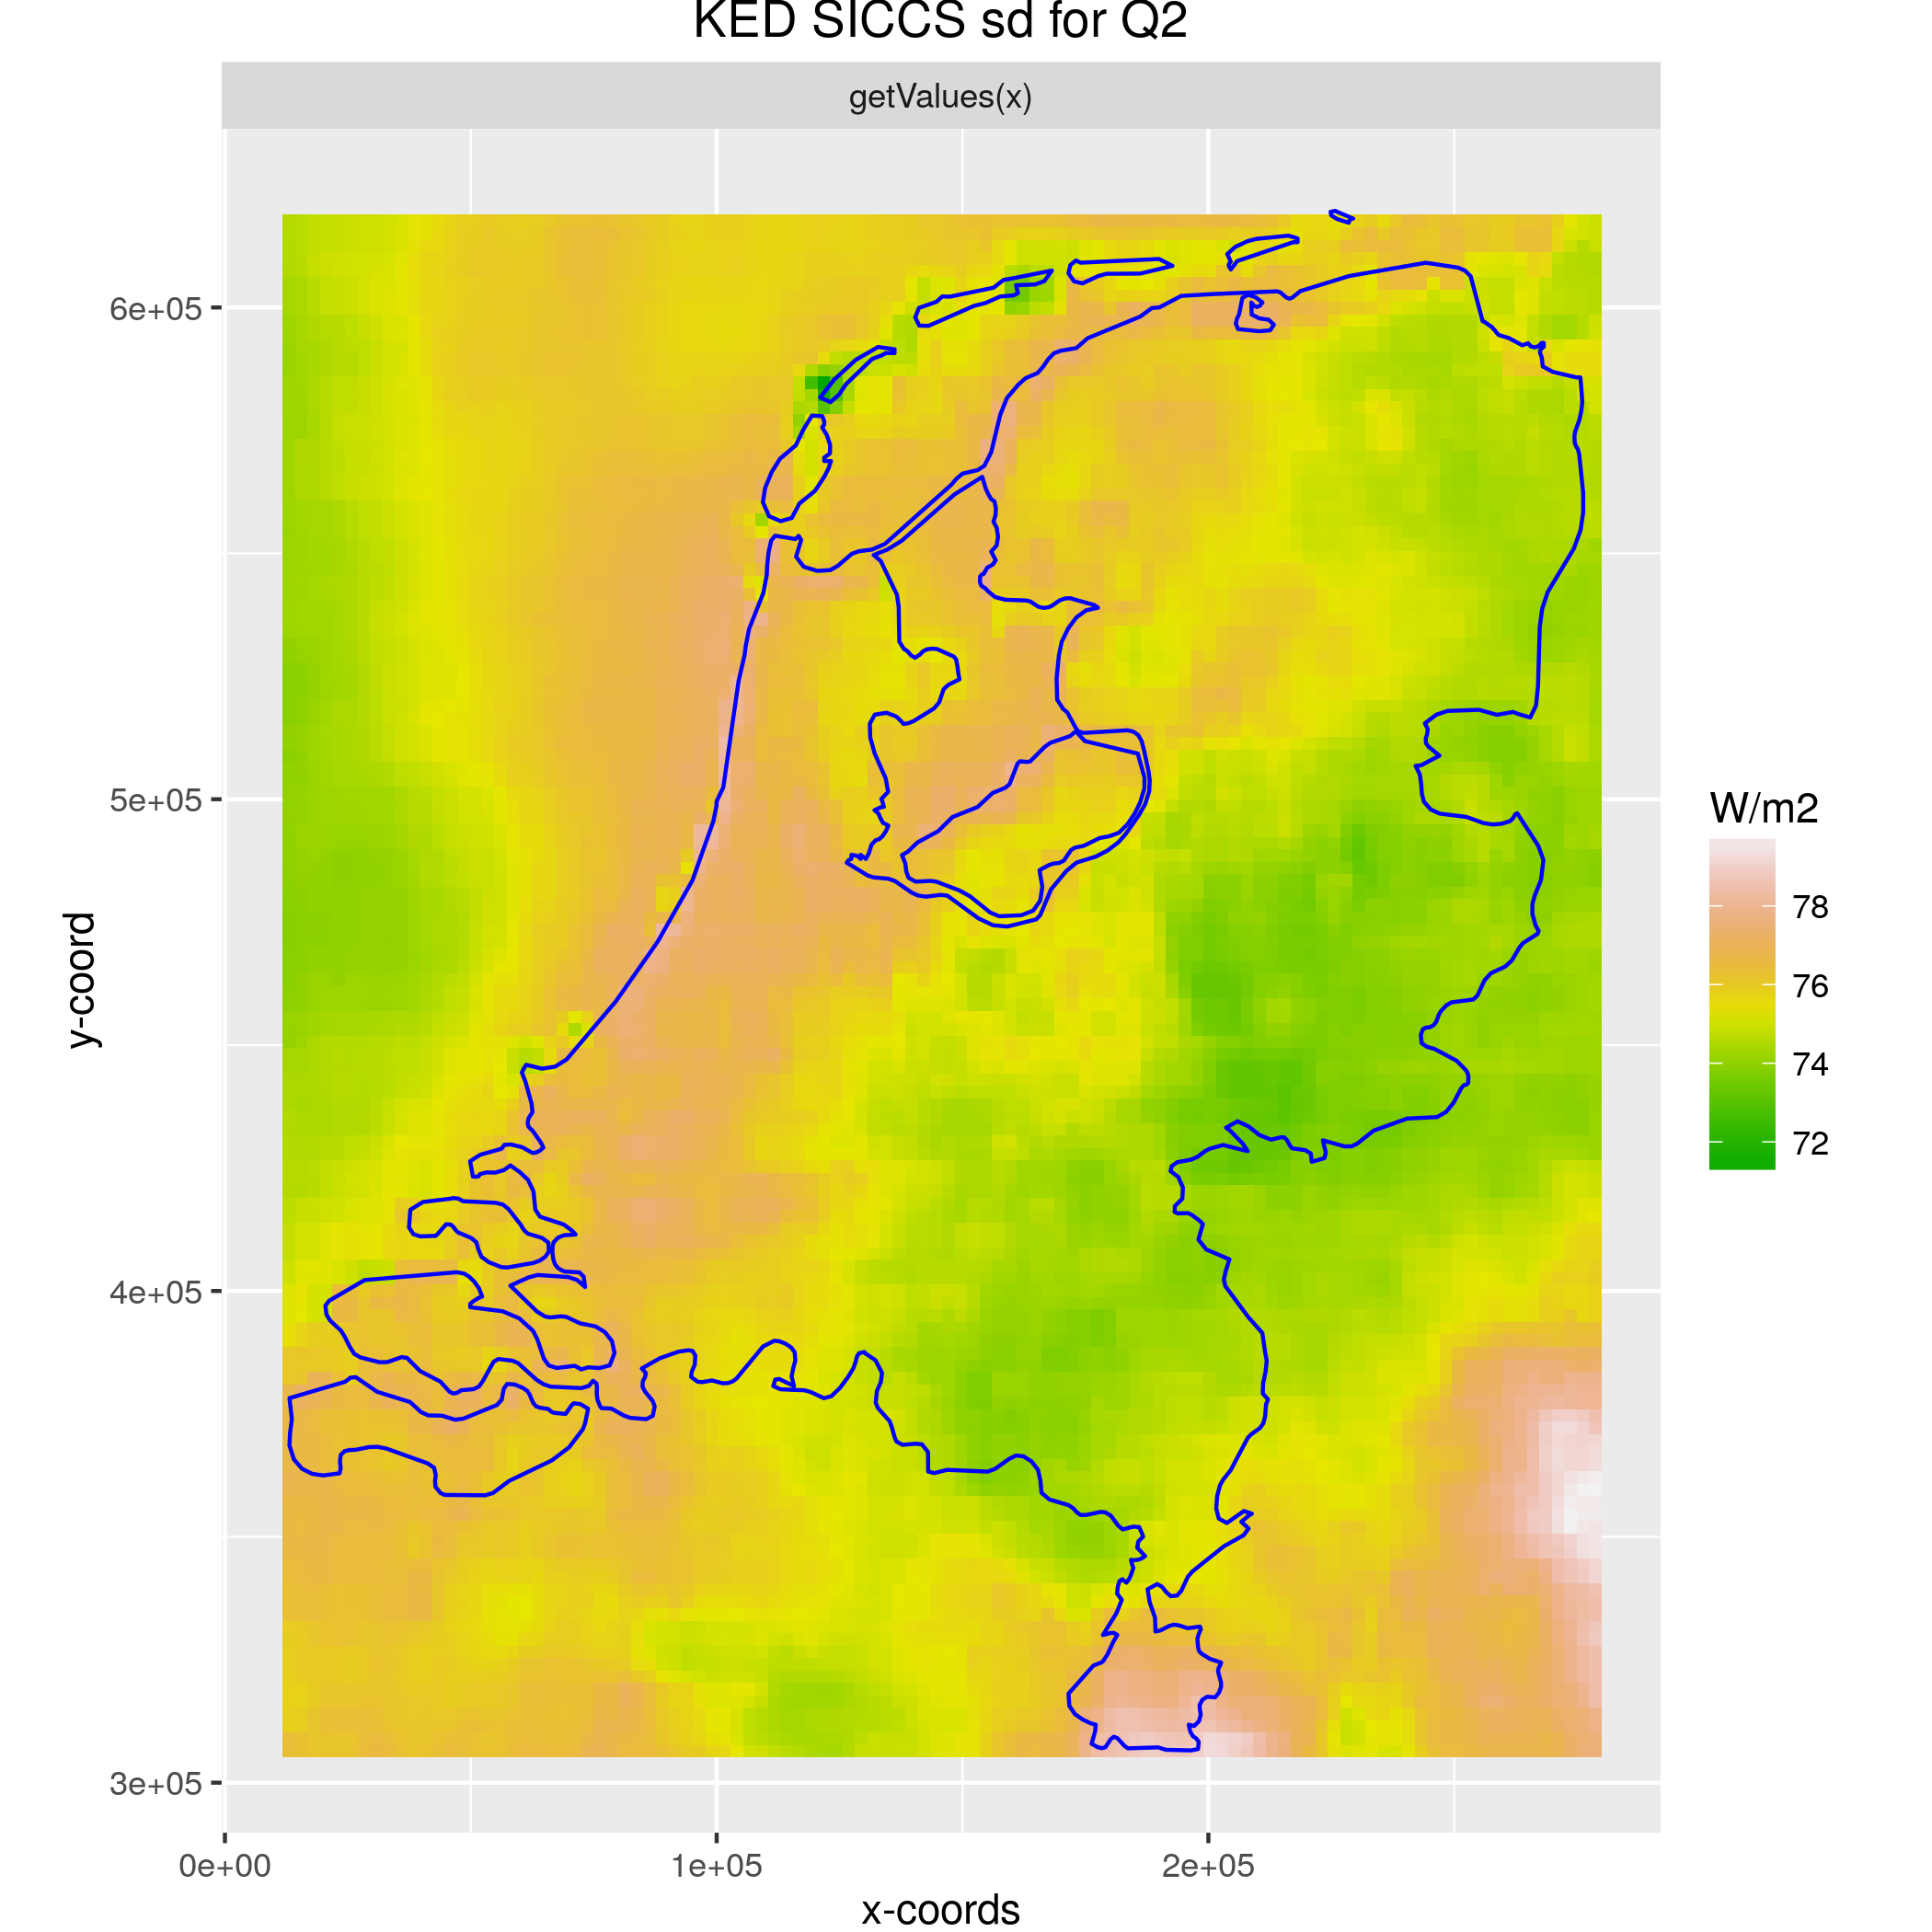 KED SICCS sd for Q2
getValues(x)
6e+05
5e+05
4e+05
3e+05
y-coord
0e+00
1e+05
2e+05
x-coords
W/m2
78
76
74
72